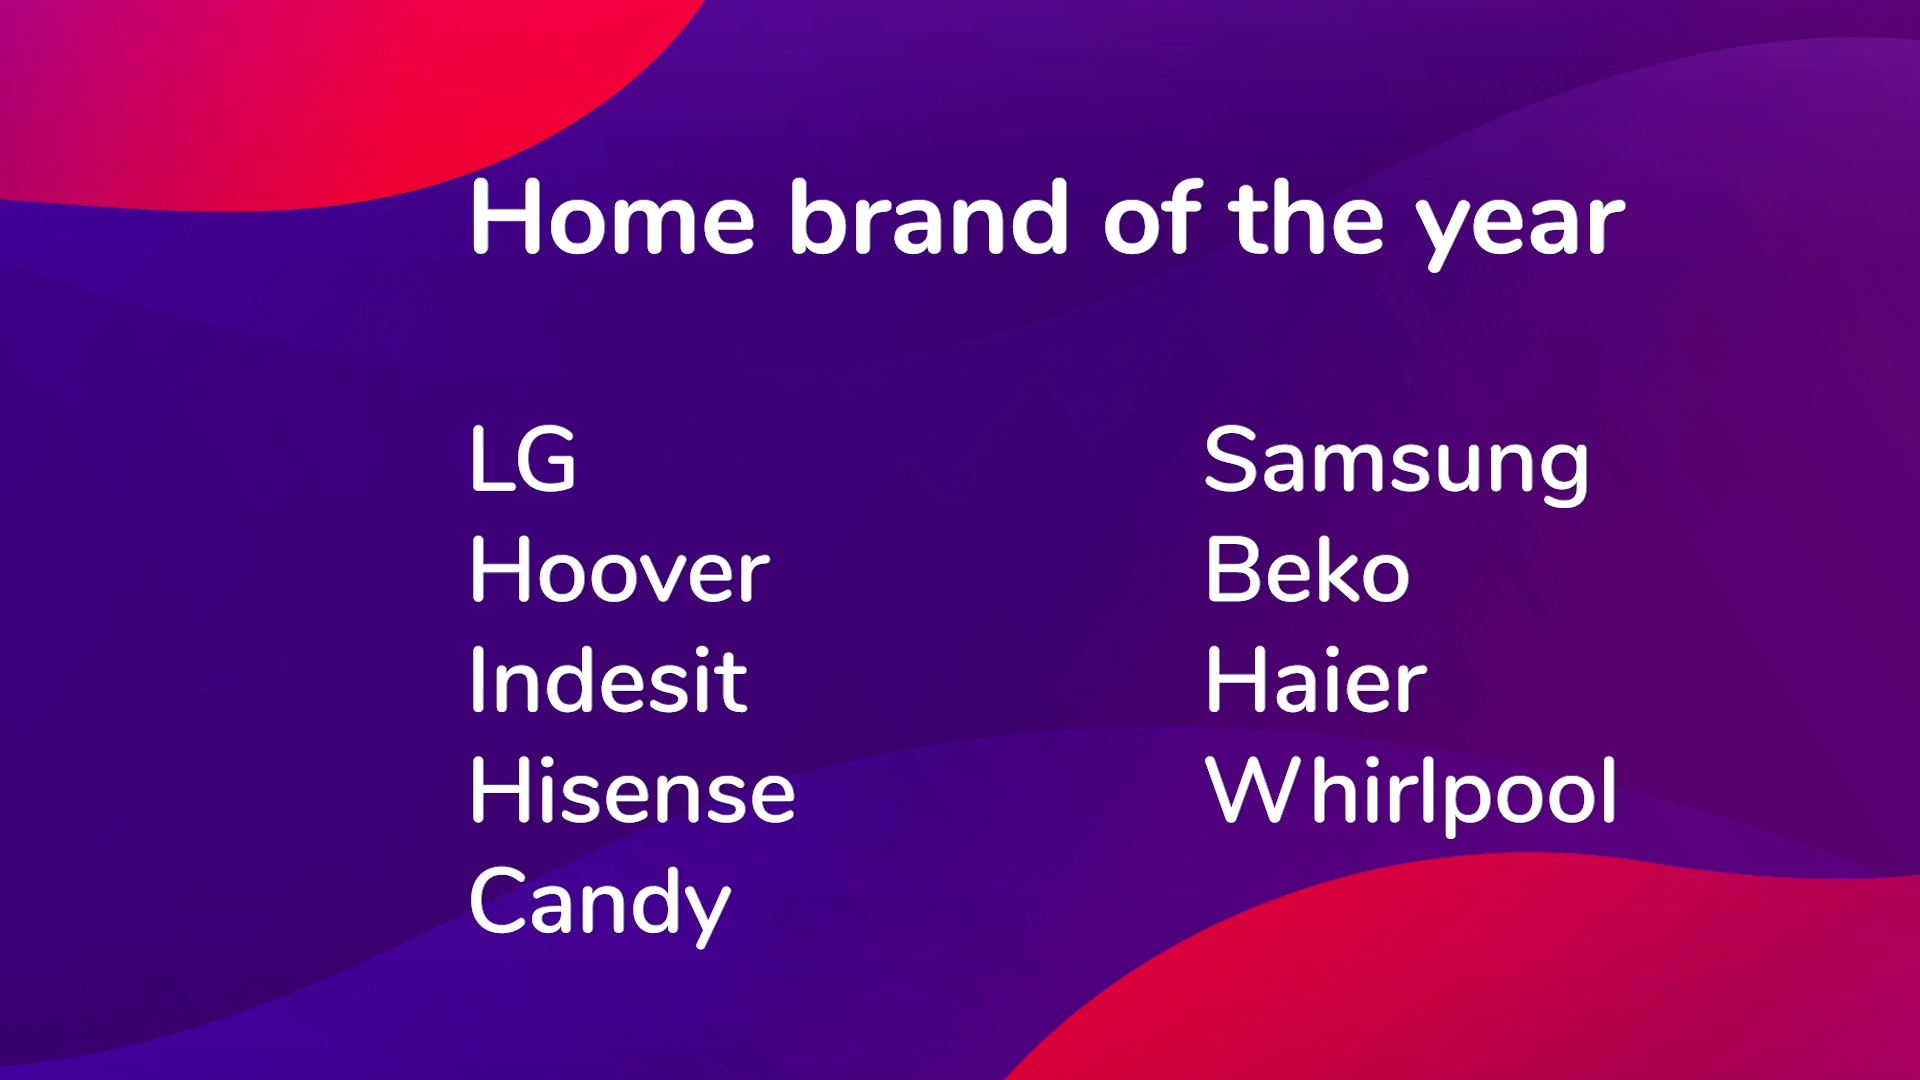 Home brand of the year
LG
Hoover
Indesit
Hisense
Candy
Samsung
Beko
Haier
Whirlpool